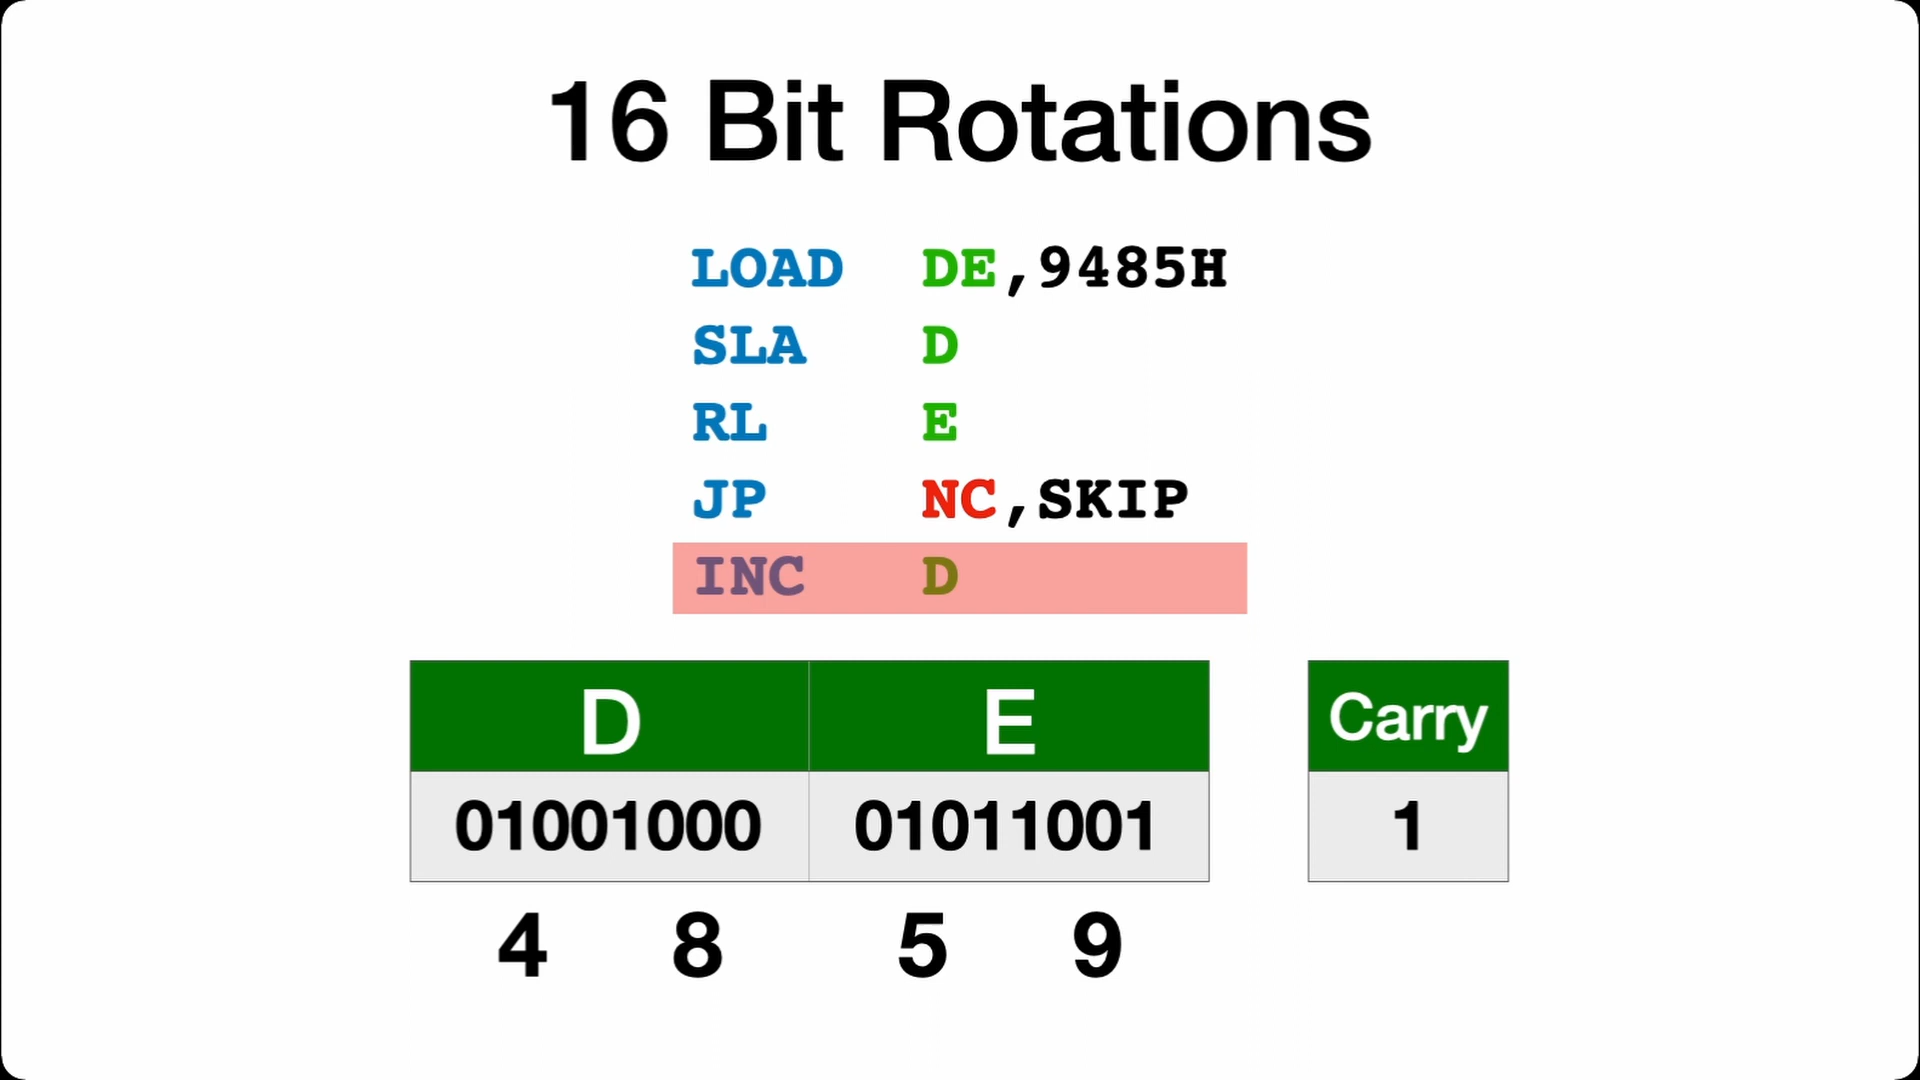 16 Bit Rotations
LOAD DE,9485H
SLA D
RL E
JP NC,SKIP
INC D
D E Carry
01001000 01011001 1
4 8 5 9